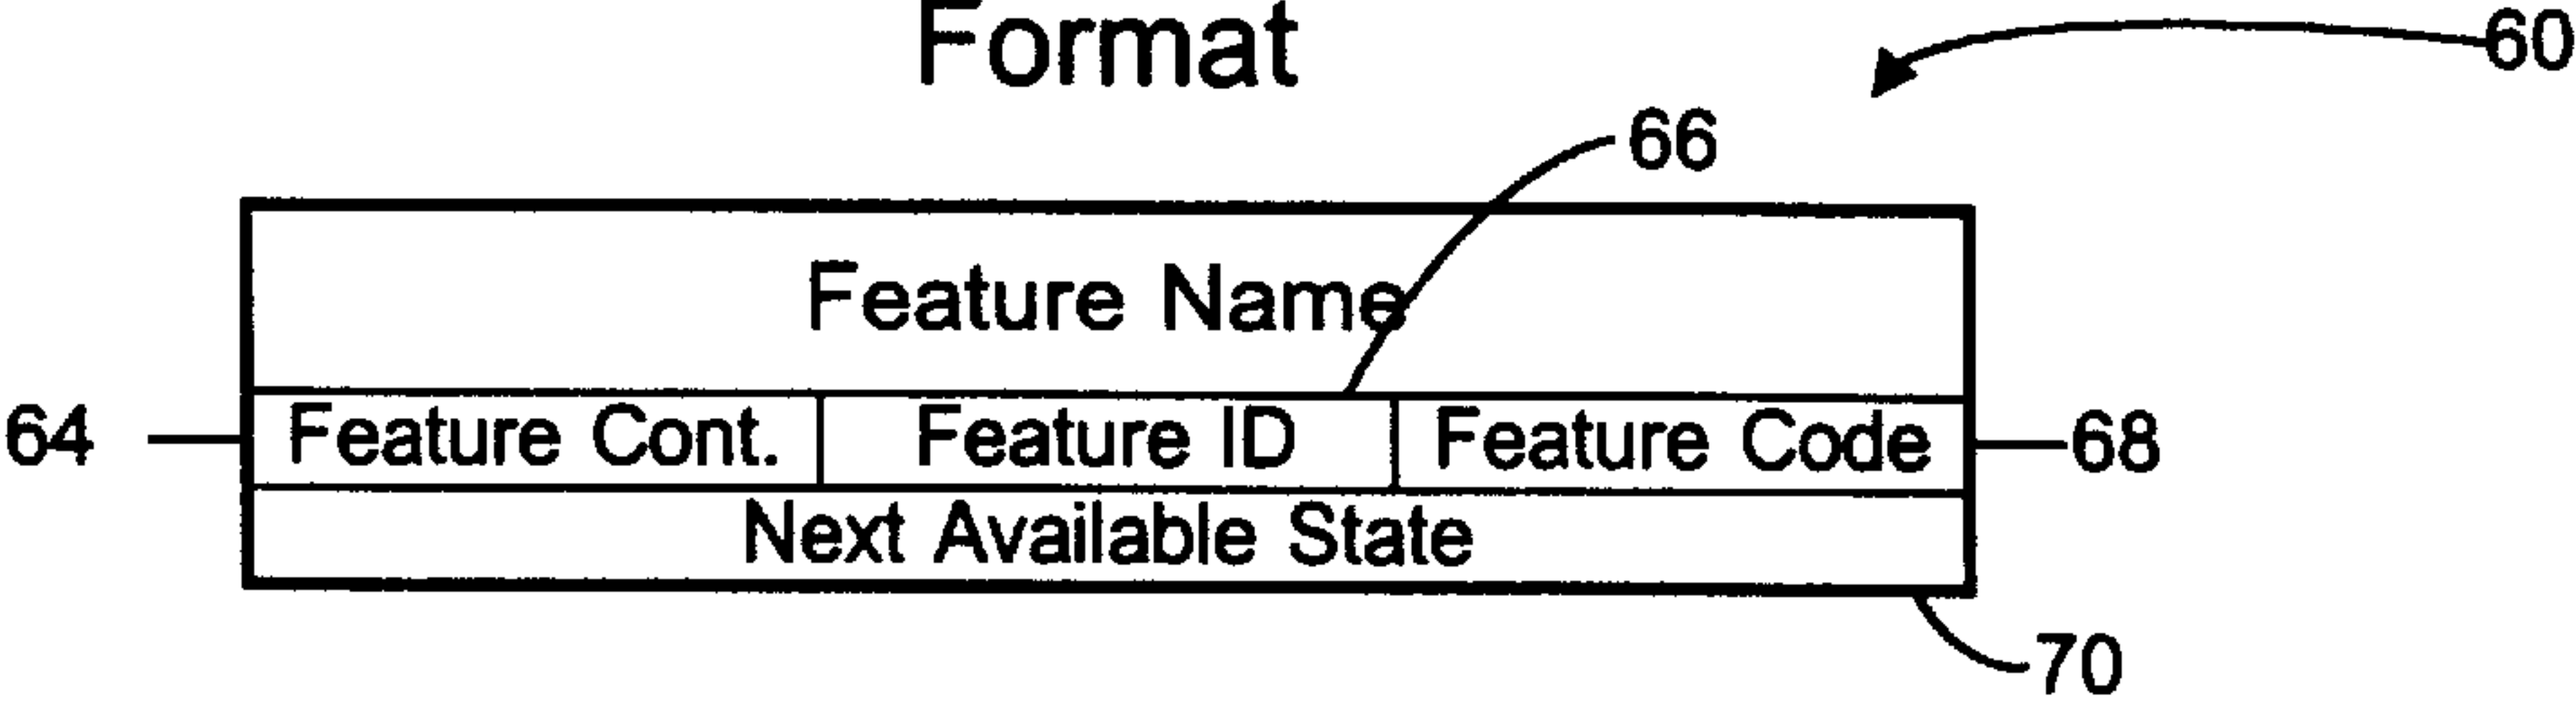 Format
60
66
Feature Name
64 Feature Cont. Feature ID Feature Code 68
Next Available State
70